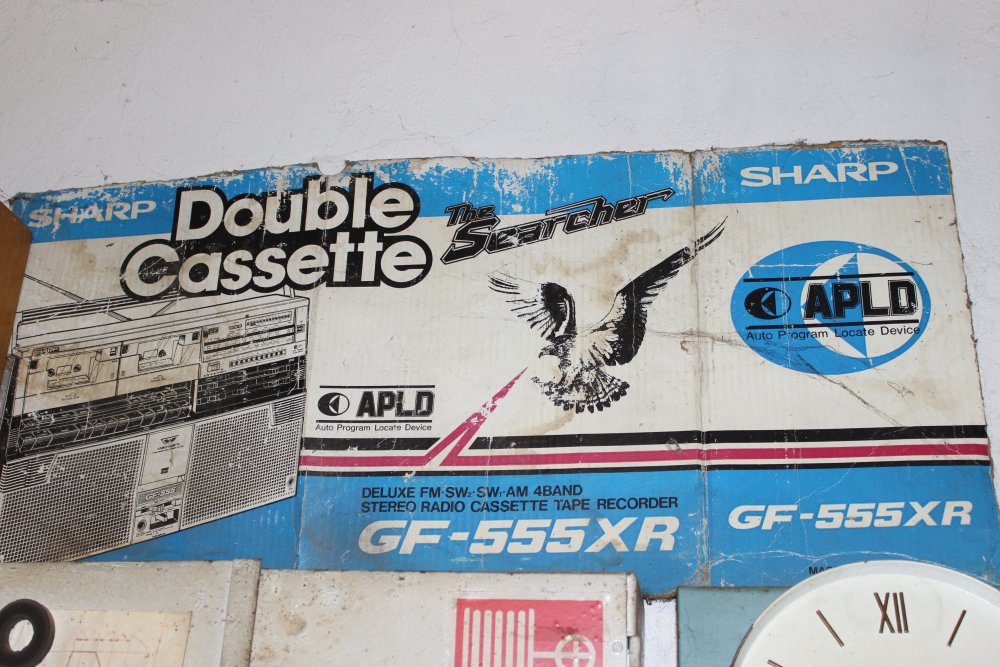 SHARP
Double
Cassette
The
Searcher
APLD
Auto Program Locate Device
DELUXE FM·SW₂·SW₁·AM 4BAND
STEREO RADIO CASSETTE TAPE RECORDER
GF-555XR
SHARP
APLD
Auto Program Locate Device
GF-555XR
XII